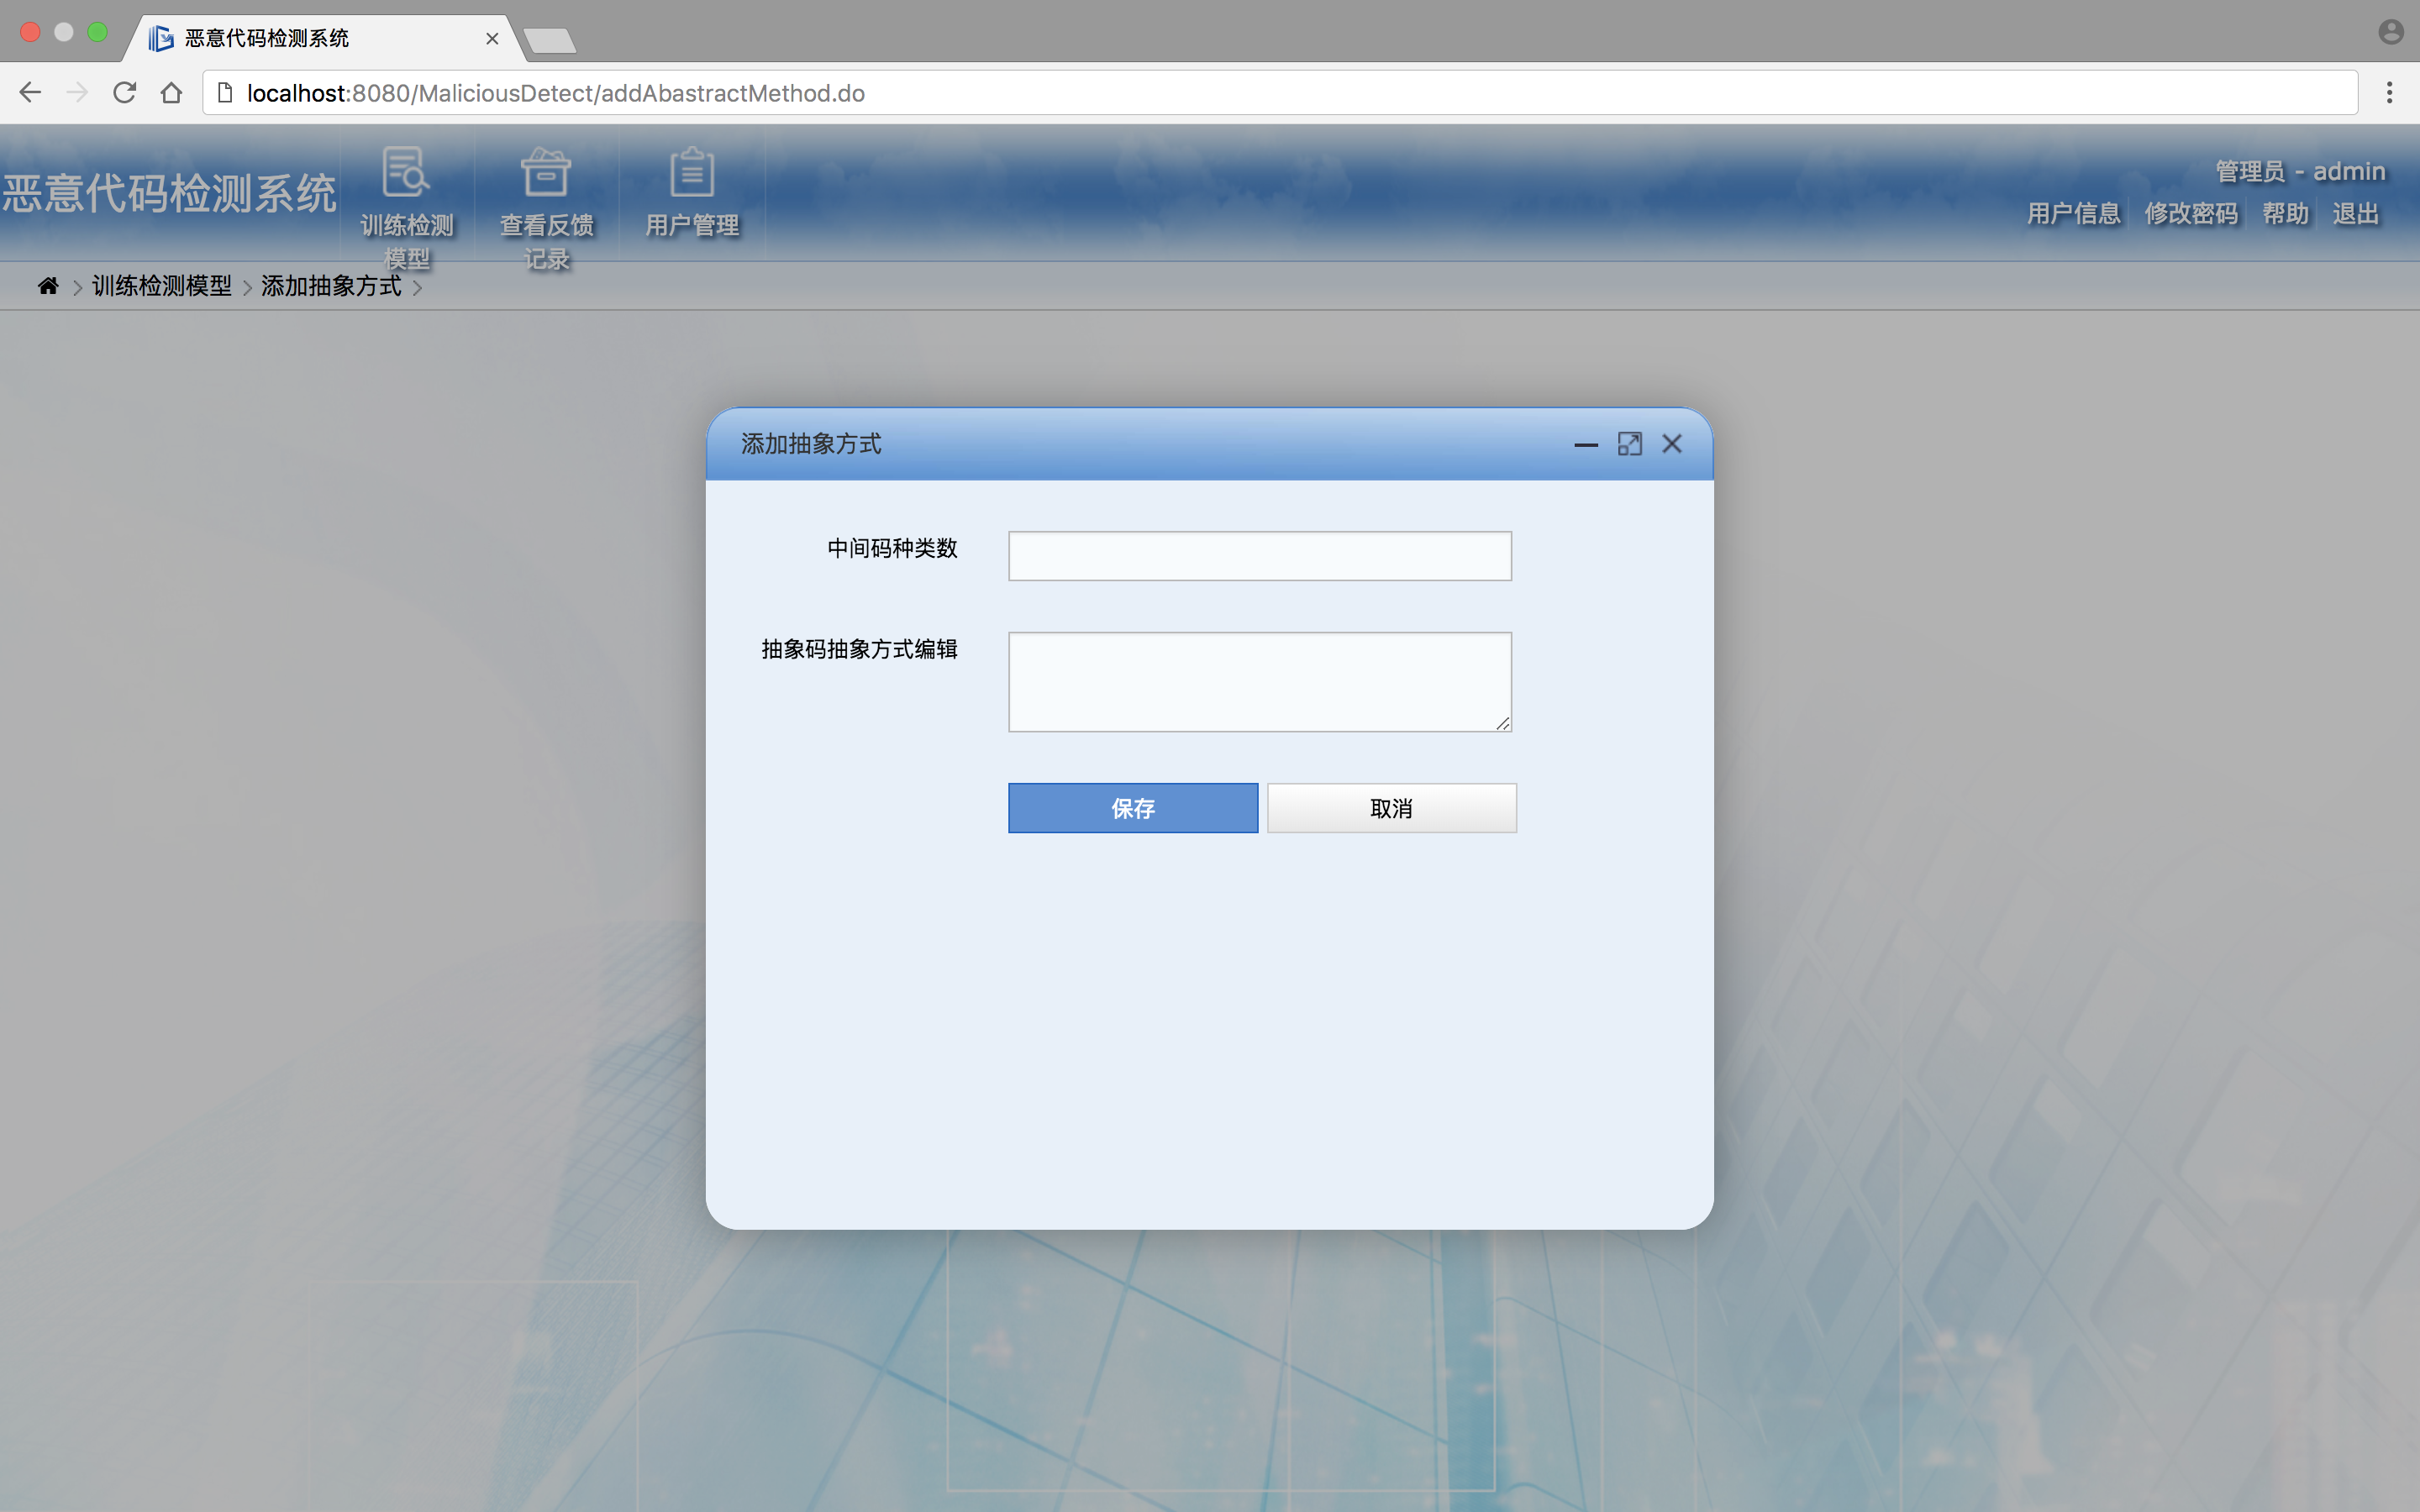 恶意代码检测系统
localhost:8080/MaliciousDetect/addAbastractMethod.do
恶意代码检测系统
训练检测
模型
查看反馈
记录
用户管理
管理员 - admin
用户信息 修改密码 帮助 退出
训练检测模型 添加抽象方式
添加抽象方式
中间码种类数
抽象码抽象方式编辑
保存 取消